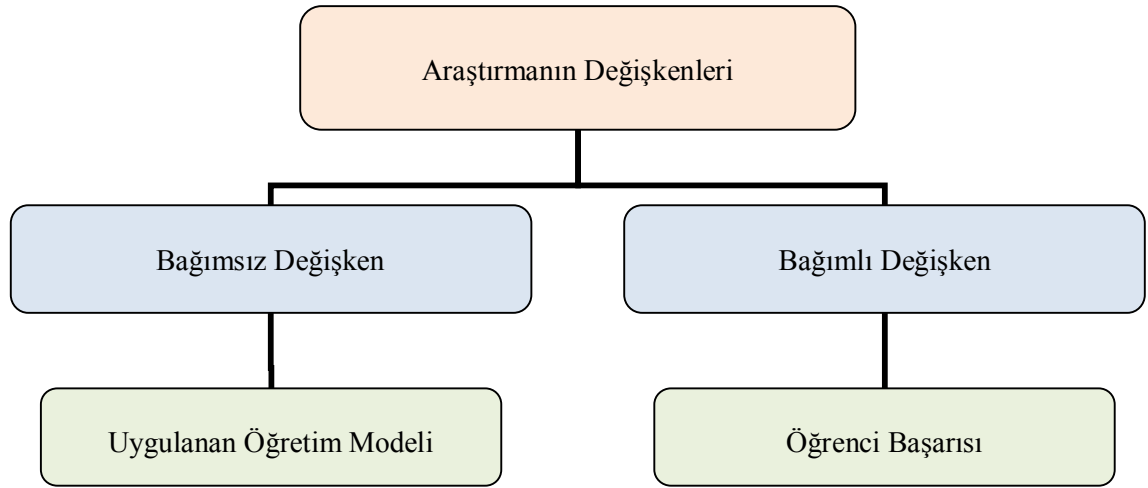 Araştırmanın Değişkenleri
Bağımsız Değişken
Bağımlı Değişken
Uygulanan Öğretim Modeli
Öğrenci Başarısı